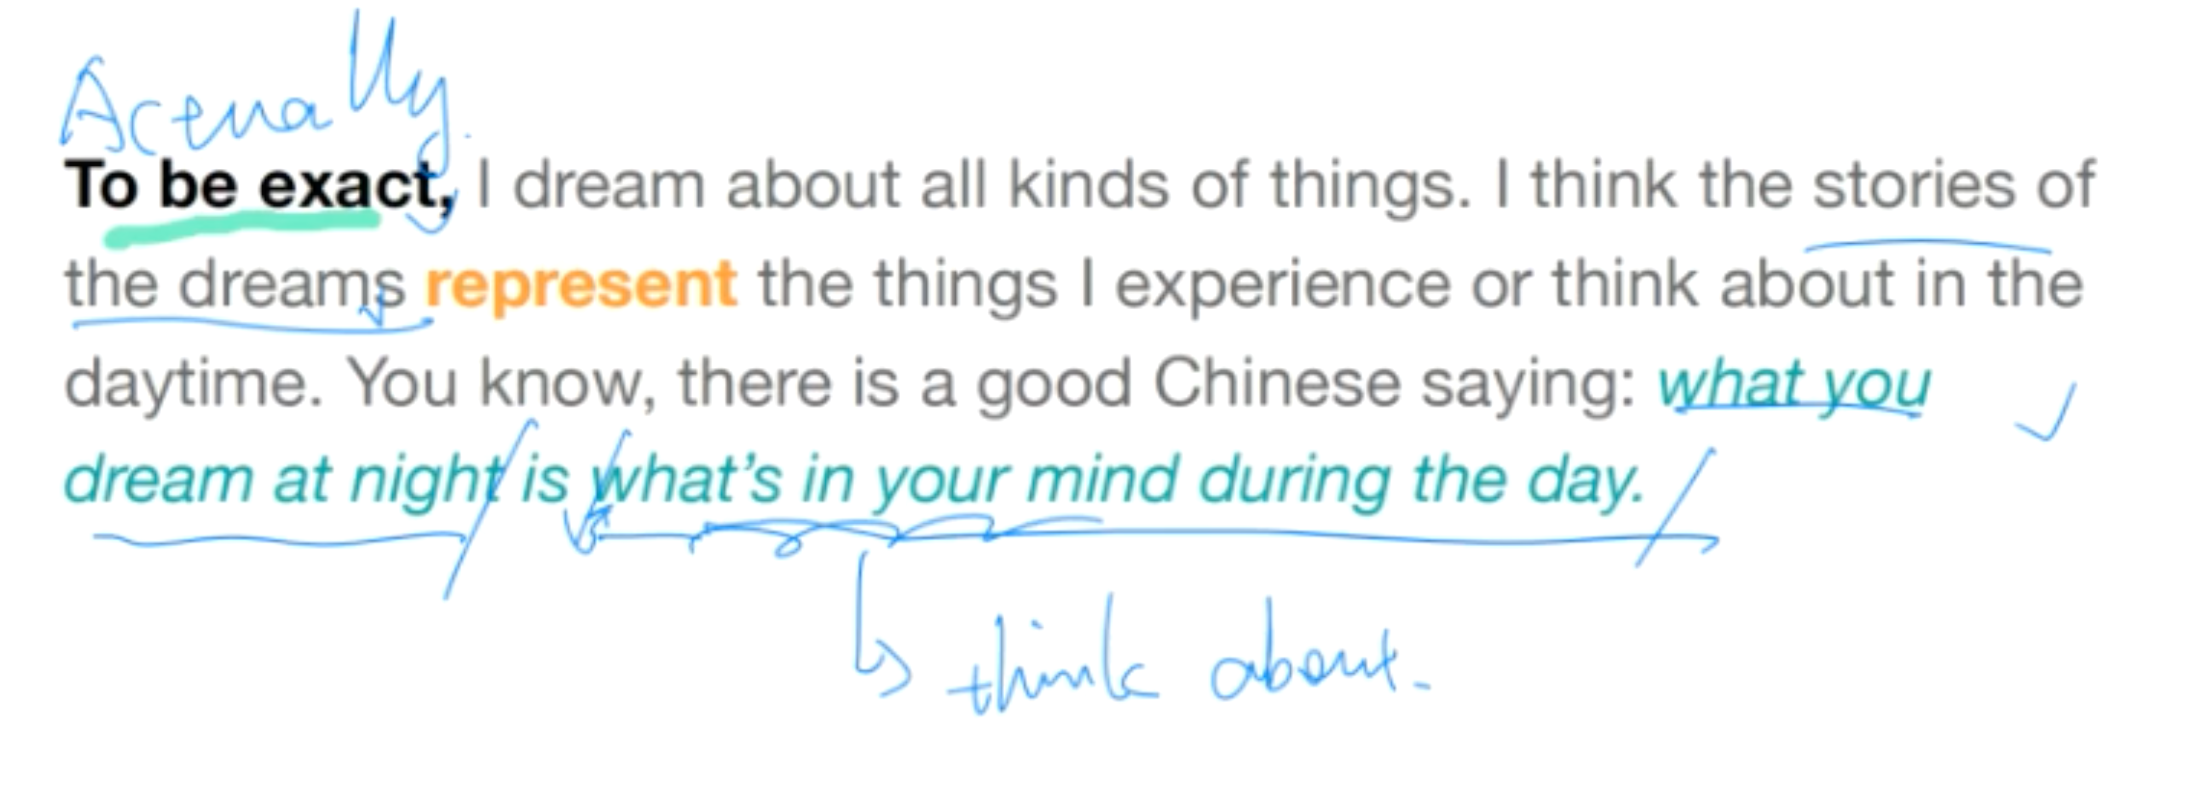 Actually.
To be exact, I dream about all kinds of things. I think the stories of
the dreams represent the things I experience or think about in the
daytime. You know, there is a good Chinese saying: what you
dream at night is what's in your mind during the day.
think about.